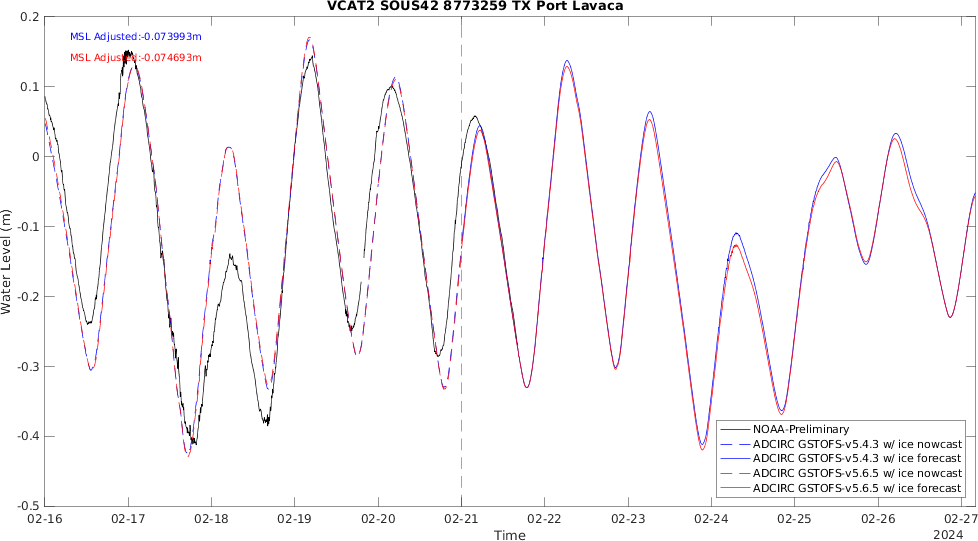 VCAT2 SOUS42 8773259 TX Port Lavaca
MSL Adjusted:-0.073993m
MSL Adjusted:-0.074693m
Water Level (m)
0.2
0.1
0
-0.1
-0.2
-0.3
-0.4
-0.5
NOAA-Preliminary
ADCIRC GSTOFS-v5.4.3 w/ ice nowcast
ADCIRC GSTOFS-v5.4.3 w/ ice forecast
ADCIRC GSTOFS-v5.6.5 w/ ice nowcast
ADCIRC GSTOFS-v5.6.5 w/ ice forecast
02-16 02-17 02-18 02-19 02-20 02-21 02-22 02-23 02-24 02-25 02-26 02-27
2024
Time